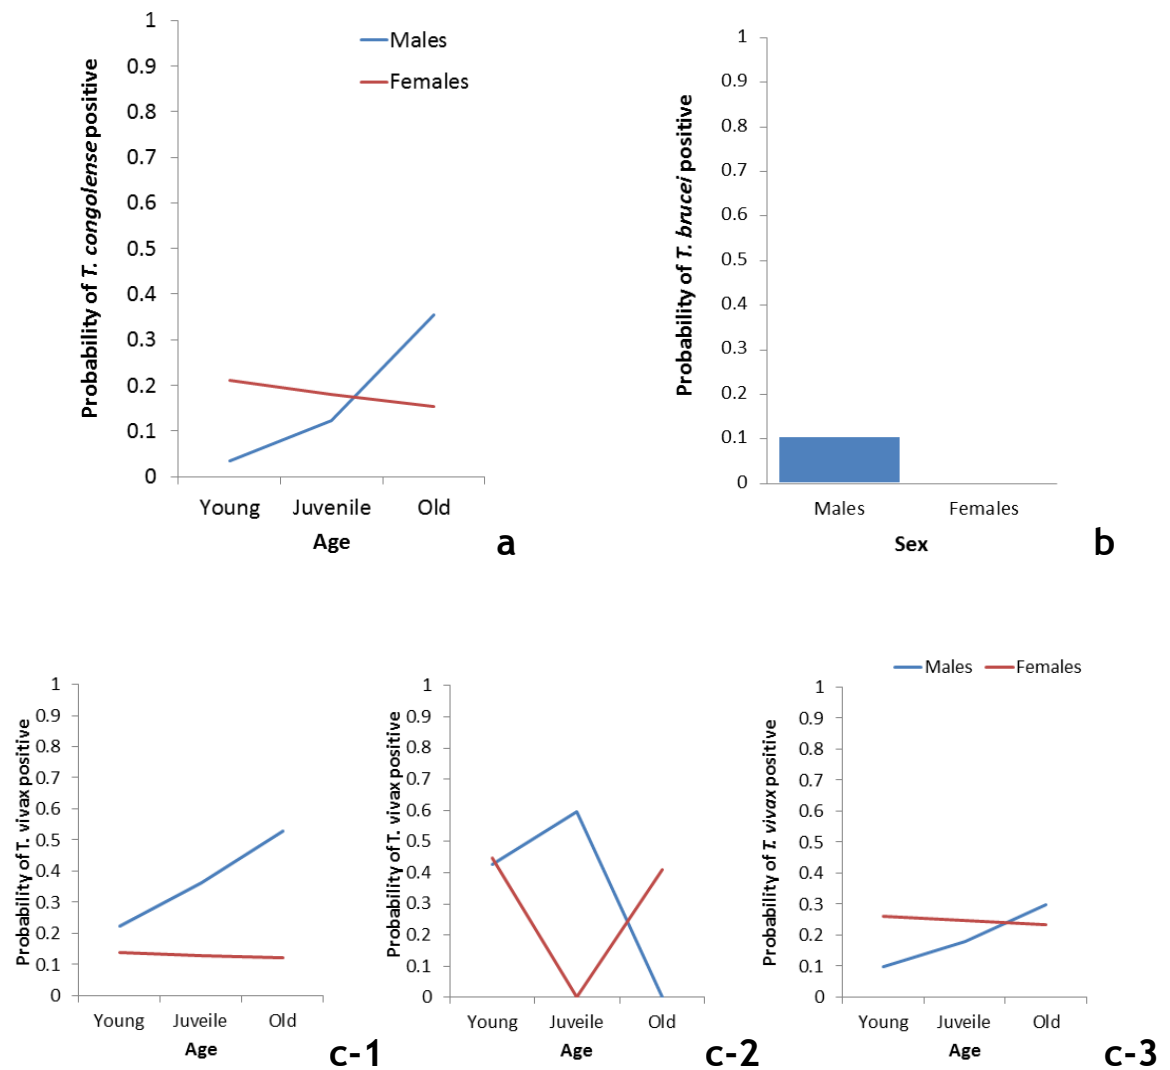 Probability of T. congolense positive
1
0.9
0.8
0.7
0.6
0.5
0.4
0.3
0.2
0.1
0
Males
Females
Young Juvenile Old
Age
a
Probability of T. brucei positive
1
0.9
0.8
0.7
0.6
0.5
0.4
0.3
0.2
0.1
0
Males Females
Sex
b
Probability of T. vivax positive
1
0.9
0.8
0.7
0.6
0.5
0.4
0.3
0.2
0.1
0
Young Juveile Old
Age
c-1
Probability of T. vivax positive
1
0.9
0.8
0.7
0.6
0.5
0.4
0.3
0.2
0.1
0
Young Juveile Old
Age
c-2
Males Females
Probability of T. vivax positive
1
0.9
0.8
0.7
0.6
0.5
0.4
0.3
0.2
0.1
0
Young Juveile Old
Age
c-3